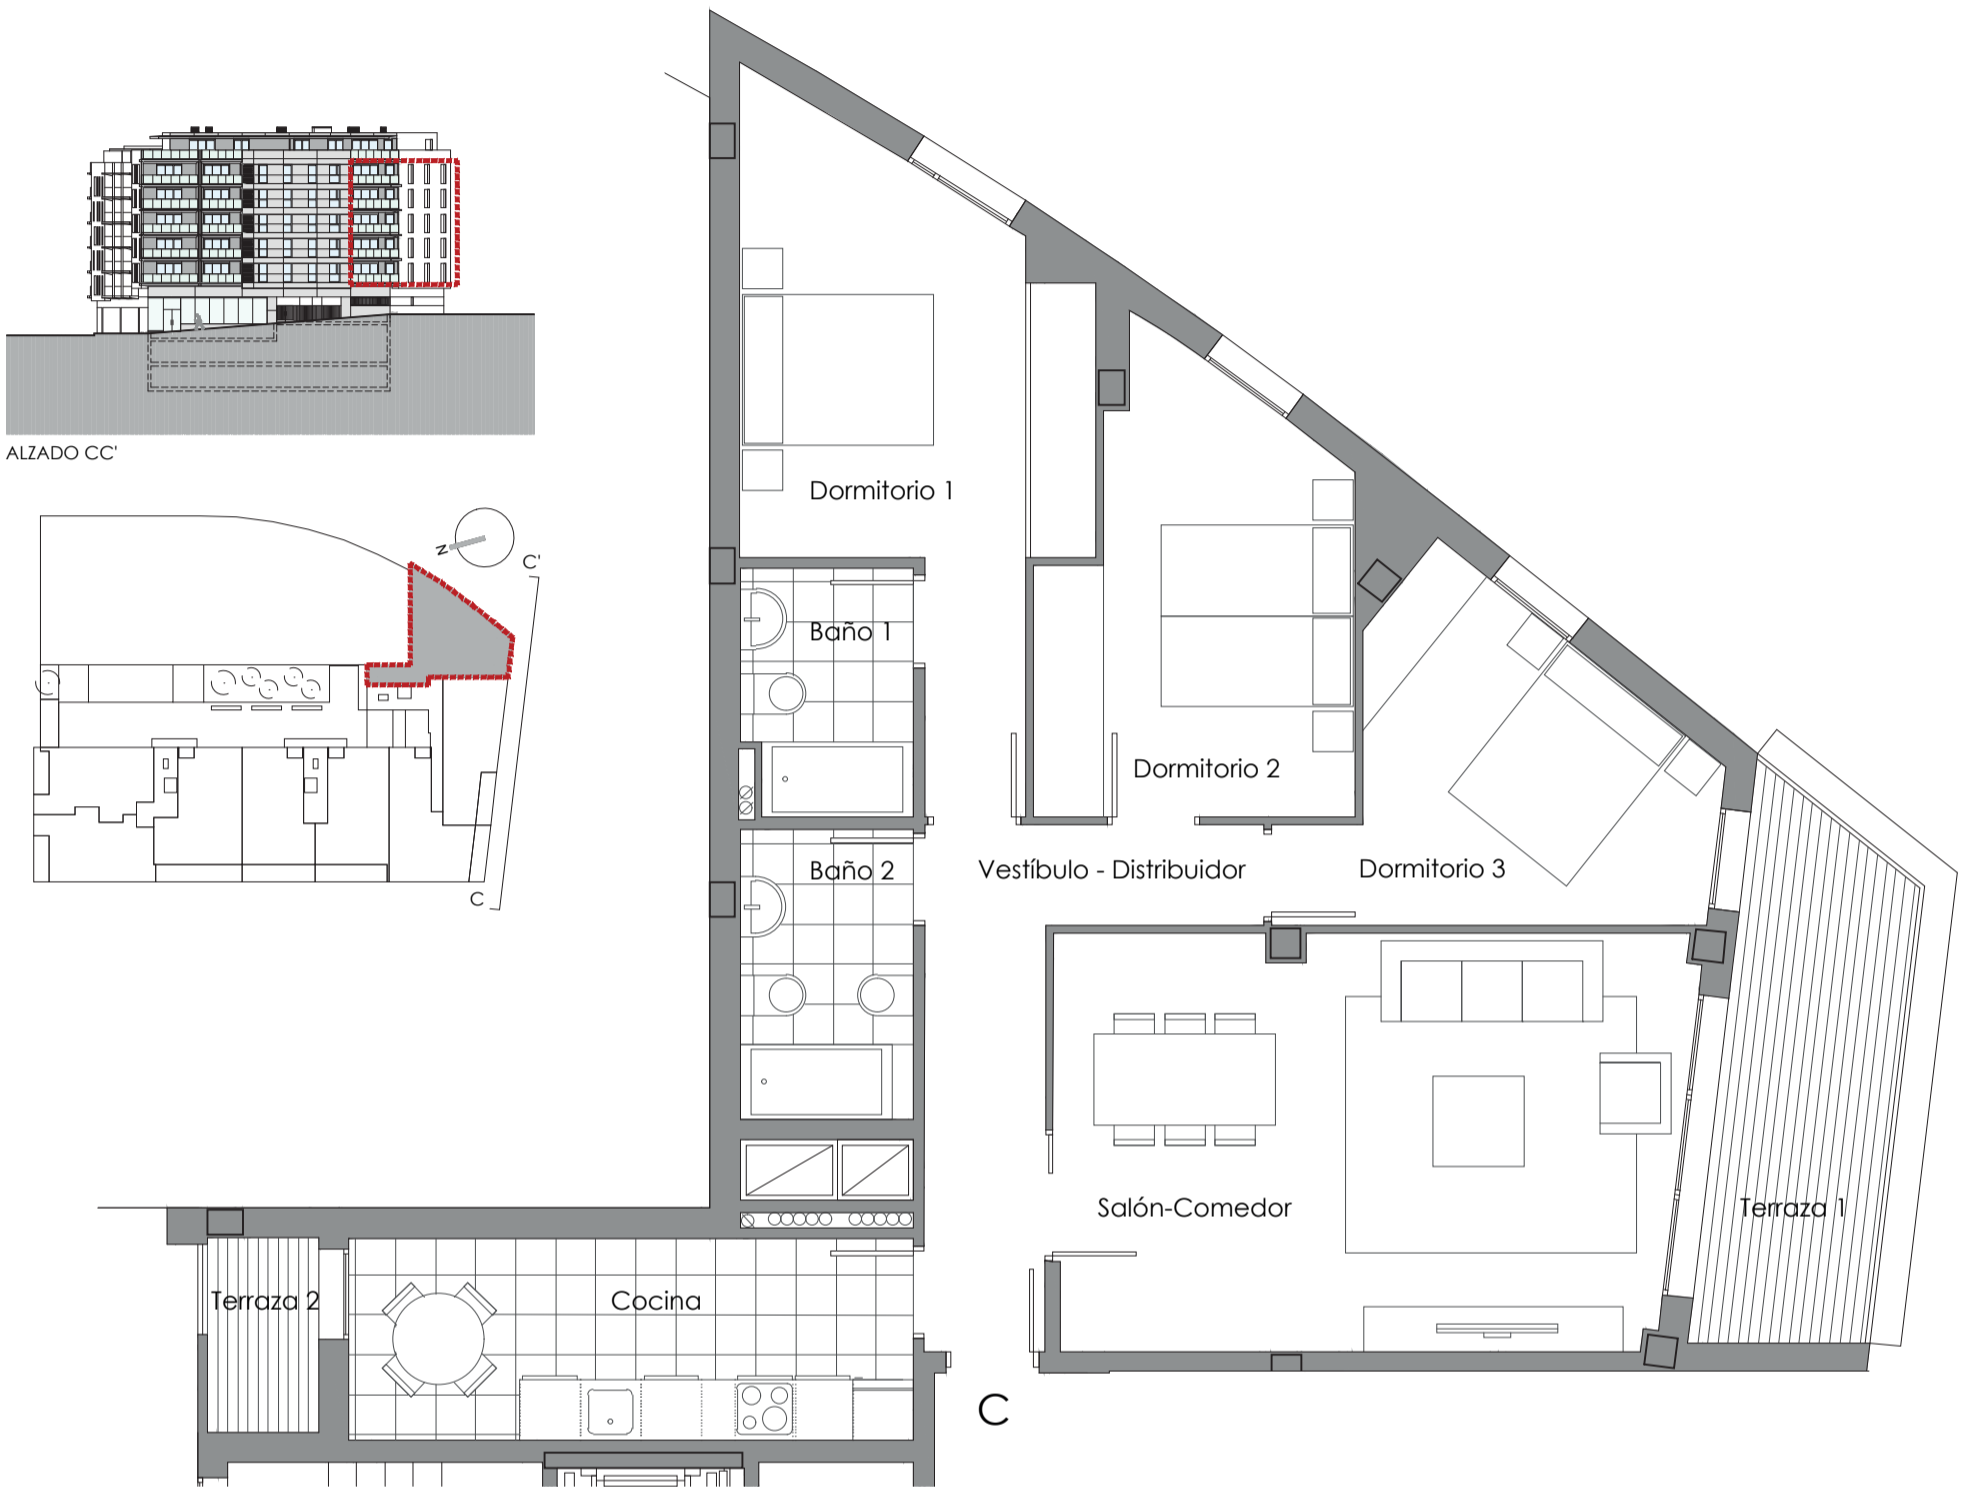 ALZADO CC'
N
C'
C
Dormitorio 1
Baño 1
Dormitorio 2
Baño 2
Vestíbulo - Distribuidor
Dormitorio 3
Salón-Comedor
Terraza 1
Terraza 2
Cocina
C